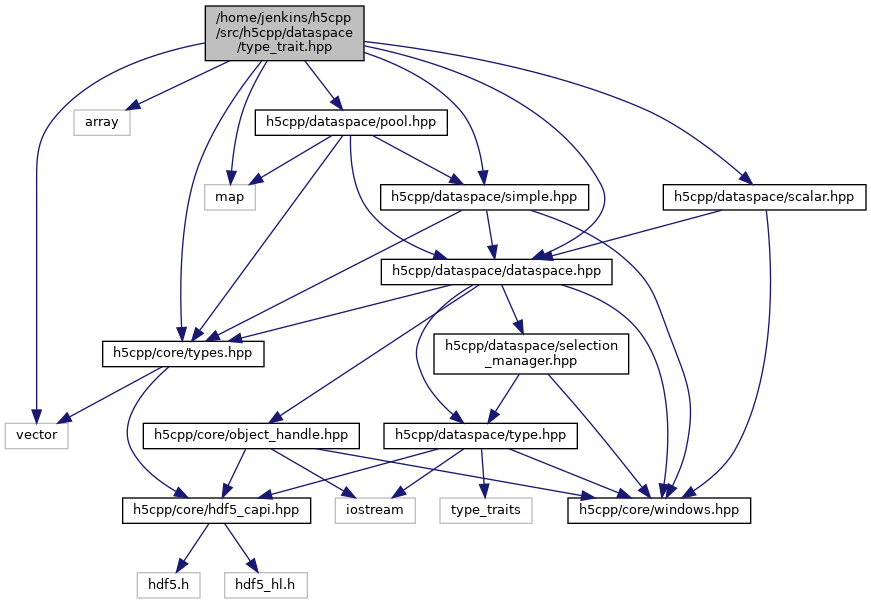 /home/jenkins/h5cpp
/src/h5cpp/dataspace
/type_trait.hpp
array
h5cpp/dataspace/pool.hpp
map
h5cpp/dataspace/simple.hpp
h5cpp/dataspace/scalar.hpp
h5cpp/dataspace/dataspace.hpp
h5cpp/core/types.hpp
h5cpp/dataspace/selection
_manager.hpp
vector
h5cpp/core/object_handle.hpp
h5cpp/dataspace/type.hpp
h5cpp/core/hdf5_capi.hpp
iostream
type_traits
h5cpp/core/windows.hpp
hdf5.h
hdf5_hl.h